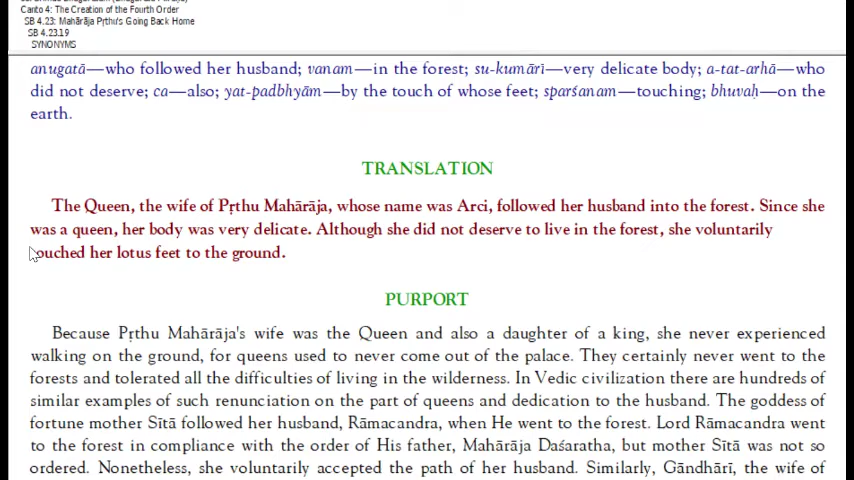 Canto 4: The Creation of the Fourth Order
SB 4.23: Mahārāja Pṛthu's Going Back Home
SB 4.23.19
SYNONYMS
anugatā—who followed her husband; vanam—in the forest; su-kumārī—very delicate body; a-tat-arhā—who
did not deserve; ca—also; yat-padbhyām—by the touch of whose feet; sparśanam—touching; bhuvaḥ—on the
earth.
TRANSLATION
The Queen, the wife of Pṛthu Mahārāja, whose name was Arci, followed her husband into the forest. Since she
was a queen, her body was very delicate. Although she did not deserve to live in the forest, she voluntarily
touched her lotus feet to the ground.
PURPORT
Because Pṛthu Mahārāja's wife was the Queen and also a daughter of a king, she never experienced
walking on the ground, for queens used to never come out of the palace. They certainly never went to the
forests and tolerated all the difficulties of living in the wilderness. In Vedic civilization there are hundreds of
similar examples of such renunciation on the part of queens and dedication to the husband. The goddess of
fortune mother Sītā followed her husband, Rāmacandra, when He went to the forest. Lord Rāmacandra went
to the forest in compliance with the order of His father, Mahārāja Daśaratha, but mother Sītā was not so
ordered. Nonetheless, she voluntarily accepted the path of her husband. Similarly, Gāndhārī, the wife of